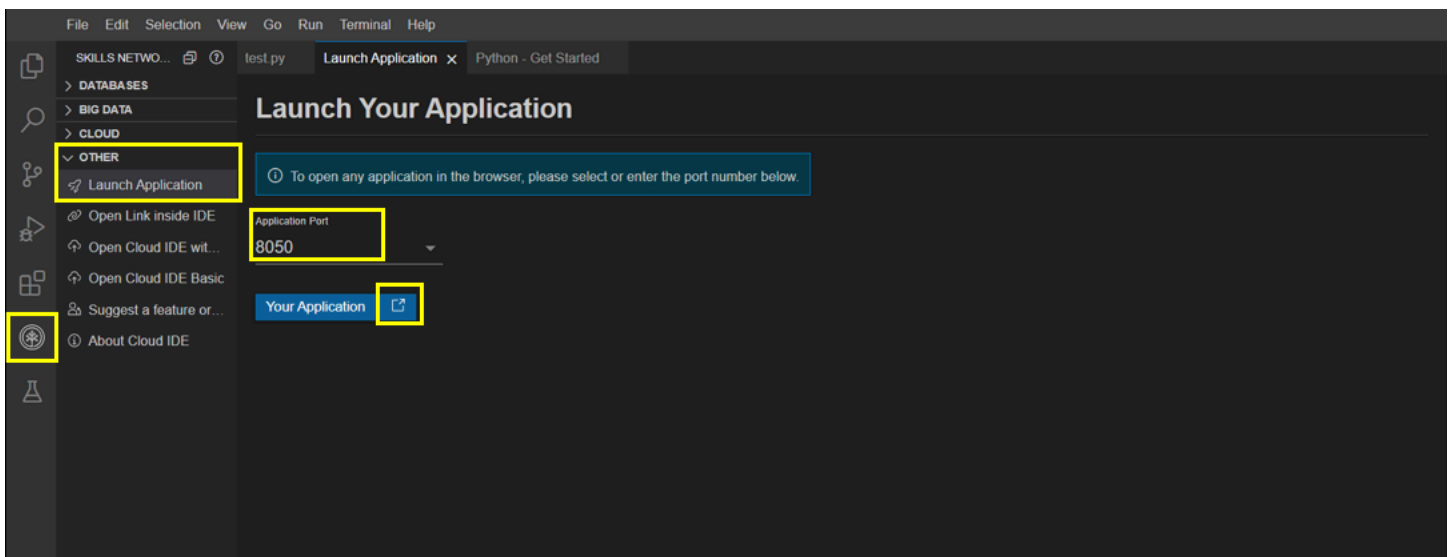 File Edit Selection View Go Run Terminal Help
SKILLS NETWO...
test.py Launch Application Python - Get Started
DATABASES
BIG DATA
CLOUD
OTHER
Launch Application
Open Link inside IDE
Open Cloud IDE wit...
Open Cloud IDE Basic
Suggest a feature or...
About Cloud IDE
Launch Your Application
To open any application in the browser, please select or enter the port number below.
Application Port
8050
Your Application